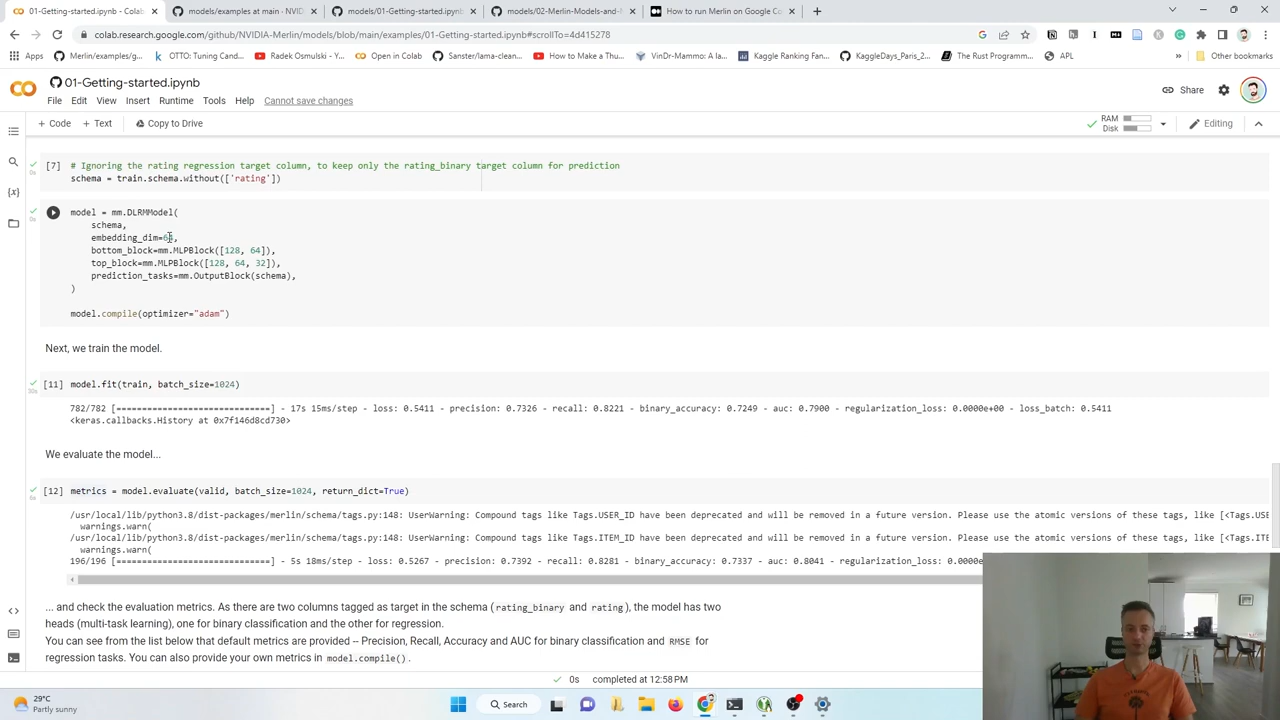 01-Getting-started.ipynb - Colab
models/examples at main · NVID
models/01-Getting-started.ipynb
models/02-Merlin-Models-and-
How to run Merlin on Google Co
colab.research.google.com/github/NVIDIA-Merlin/models/blob/main/examples/01-Getting-started.ipynb#scrollTo=4d415278
Merlin/examples/g...
OTTO: Tuning Cand...
Radek Osmulski - Y...
Open in Colab
Sanster/lama-clean...
How to Make a Thu...
VinDr-Mammo: A la...
Kaggle Ranking Fan...
KaggleDays_Paris_2...
The Rust Programm...
APL
»
Other bookmarks
01-Getting-started.ipynb
File Edit View Insert Runtime Tools Help Cannot save changes
Share
+ Code + Text Copy to Drive
RAM
Disk
Editing
[7] # Ignoring the rating regression target column, to keep only the rating_binary target column for prediction
0s
schema = train.schema.without(['rating'])
model = mm.DLRMModel(
0s
schema,
embedding_dim=64,
bottom_block=mm.MLPBlock([128, 64]),
top_block=mm.MLPBlock([128, 64, 32]),
prediction_tasks=mm.OutputBlock(schema),
)
model.compile(optimizer="adam")
Next, we train the model.
[11] model.fit(train, batch_size=1024)
782/782 [==============================] - 17s 15ms/step - loss: 0.5411 - precision: 0.7326 - recall: 0.8221 - binary_accuracy: 0.7249 - auc: 0.7900 - regularization_loss: 0.0000e+00 - loss_batch: 0.5411
<keras.callbacks.History at 0x7f146d8cd730>
We evaluate the model...
[12] metrics = model.evaluate(valid, batch_size=1024, return_dict=True)
/usr/local/lib/python3.8/dist-packages/merlin/schema/tags.py:148: UserWarning: Compound tags like Tags.USER_ID have been deprecated and will be removed in a future version. Please use the atomic versions of these tags, like [<Tags.USE
warnings.warn(
/usr/local/lib/python3.8/dist-packages/merlin/schema/tags.py:148: UserWarning: Compound tags like Tags.ITEM_ID have been deprecated and will be removed in a future version. Please use the atomic versions of these tags, like [<Tags.ITE
warnings.warn(
196/196 [==============================] - 5s 18ms/step - loss: 0.5267 - precision: 0.7392 - recall: 0.8281 - binary_accuracy: 0.7337 - auc: 0.8041 - regularization_loss: 0.0000e
... and check the evaluation metrics. As there are two columns tagged as target in the schema (rating_binary and rating), the model has two
heads (multi-task learning), one for binary classification and the other for regression.
You can see from the list below that default metrics are provided -- Precision, Recall, Accuracy and AUC for binary classification and RMSE for
regression tasks. You can also provide your own metrics in model.compile().
0s completed at 12:58 PM
29°C
Partly sunny
Search